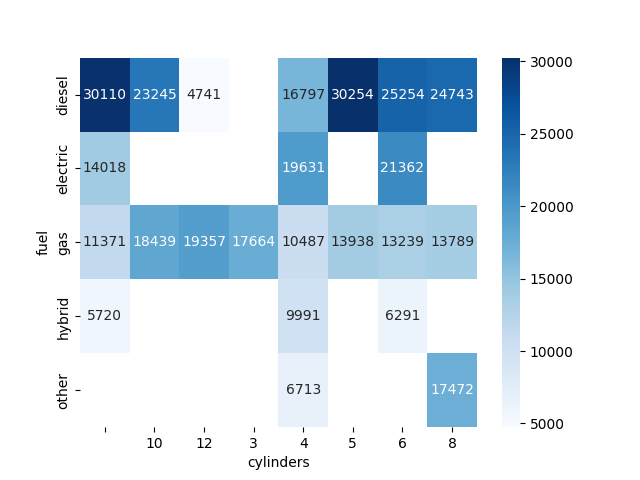 30000
25000
20000
15000
10000
5000
diesel
30110 23245 4741 16797 30254 25254 24743
electric
14018 19631 21362
fuel
gas
11371 18439 19357 17664 10487 13938 13239 13789
hybrid
5720 9991 6291
other
6713 17472
10 12 3 4 5 6 8
cylinders